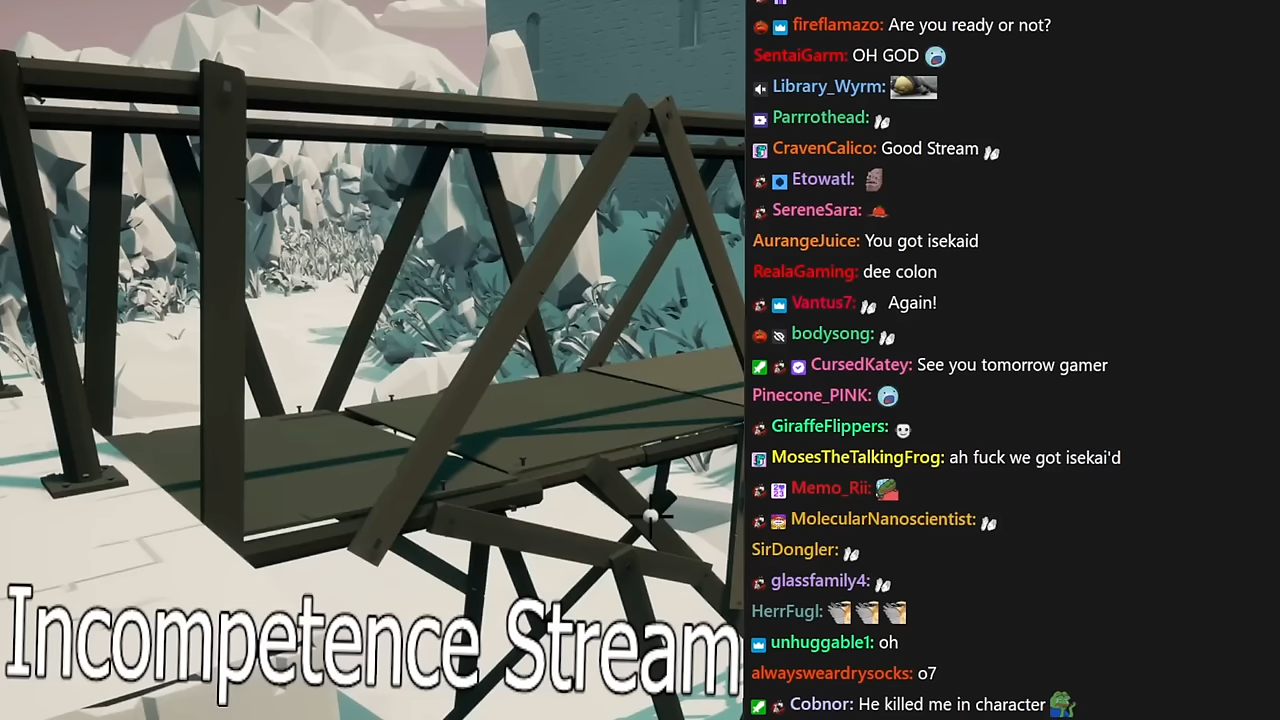 fireflamazo: Are you ready or not?
SentaiGarm: OH GOD
Library_Wyrm:
Parrrothead:
CravenCalico: Good Stream
Etowatl:
SereneSara:
AurangeJuice: You got isekaid
RealaGaming: dee colon
Vantus7: Again!
bodysong:
CursedKatey: See you tomorrow gamer
Pinecone_PINK:
GiraffeFlippers:
MosesTheTalkingFrog: ah fuck we got isekai'd
Memo_Rii:
MolecularNanoscientist:
SirDongler:
glassfamily4:
HerrFugl:
unhuggable1: oh
alwaysweardrysocks: o7
Cobnor: He killed me in character
Incompetence Stream